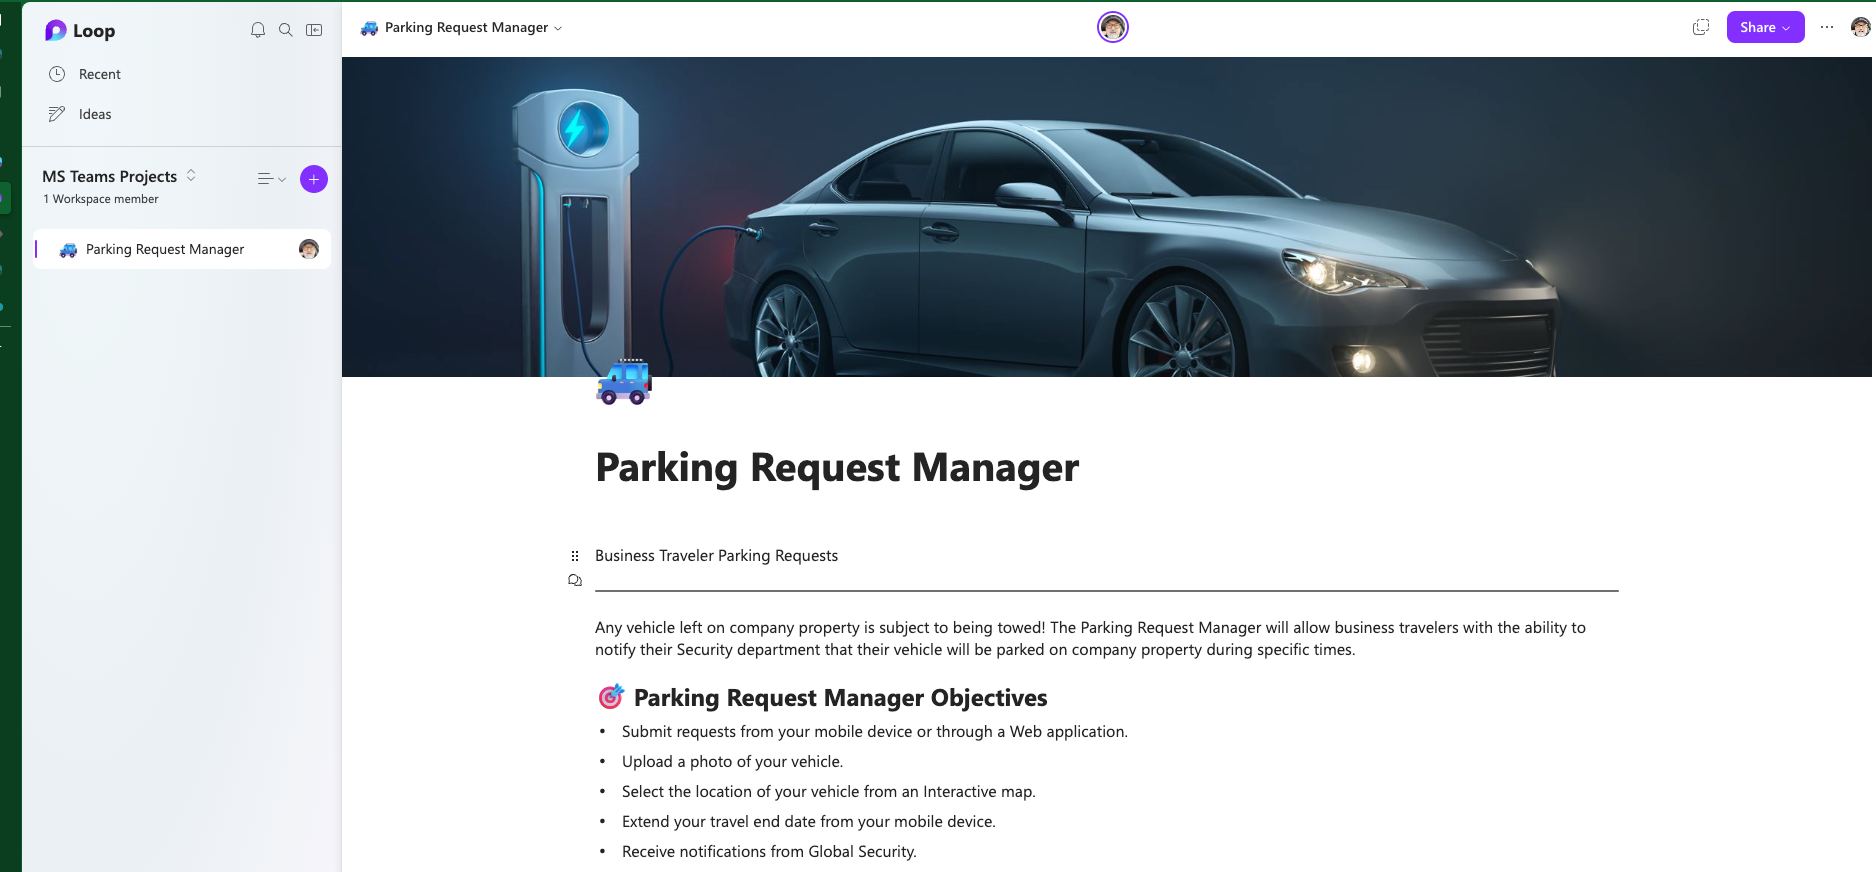 Loop
Recent
Ideas
MS Teams Projects
1 Workspace member
Parking Request Manager
Parking Request Manager
Share
Parking Request Manager
Business Traveler Parking Requests
Any vehicle left on company property is subject to being towed! The Parking Request Manager will allow business travelers with the ability to
notify their Security department that their vehicle will be parked on company property during specific times.
Parking Request Manager Objectives
• Submit requests from your mobile device or through a Web application.
• Upload a photo of your vehicle.
• Select the location of your vehicle from an Interactive map.
• Extend your travel end date from your mobile device.
• Receive notifications from Global Security.